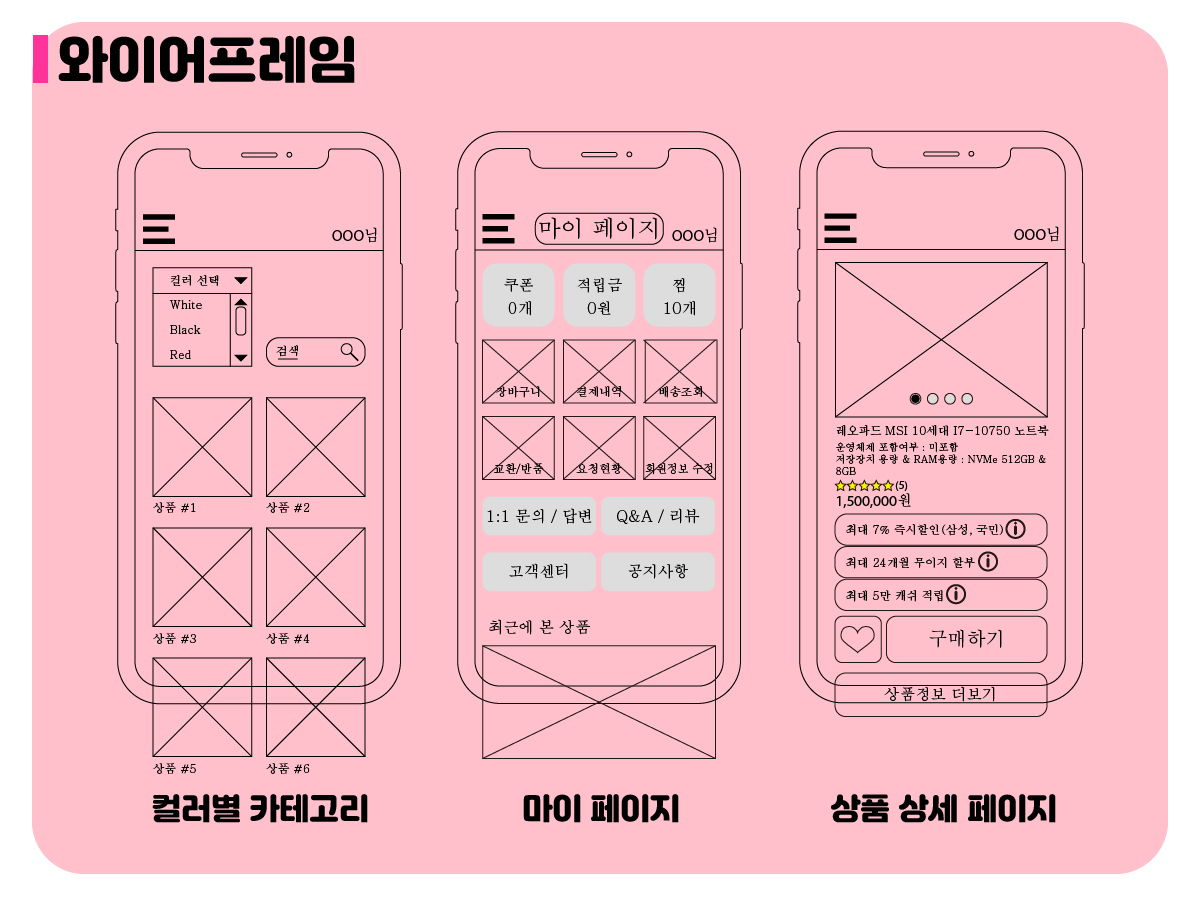 와이어프레임
OOO님
컬러 선택
White
Black
Red
검색
상품 #1
상품 #2
상품 #3
상품 #4
상품 #5
상품 #6
컬러별 카테고리
마이 페이지
OOO님
쿠폰
0개
적립금
0원
찜
10개
장바구니
결제내역
배송조회
교환/반품
요청현황
회원정보 수정
1:1 문의 / 답변
Q&A / 리뷰
고객센터
공지사항
최근에 본 상품
마이 페이지
OOO님
레오파드 MSI 10세대 I7-10750 노트북
운영체제 포함여부 : 미포함
저장장치 용량 & RAM용량 : NVMe 512GB &
8GB
(5)
1,500,000원
최대 7% 즉시할인(삼성, 국민)
최대 24개월 무이자 할부
최대 5만 캐쉬 적립
구매하기
상품정보 더보기
상품 상세 페이지